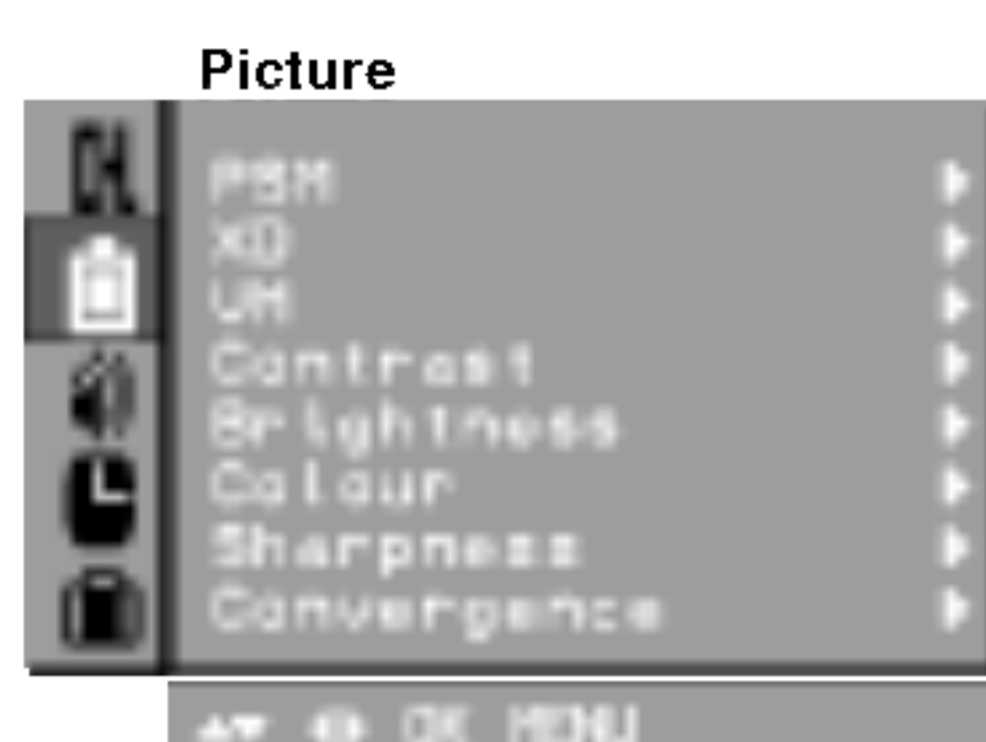 Picture
PSM
XD
VM
Contrast
Brightness
Colour
Sharpness
Convergence
OK MENU